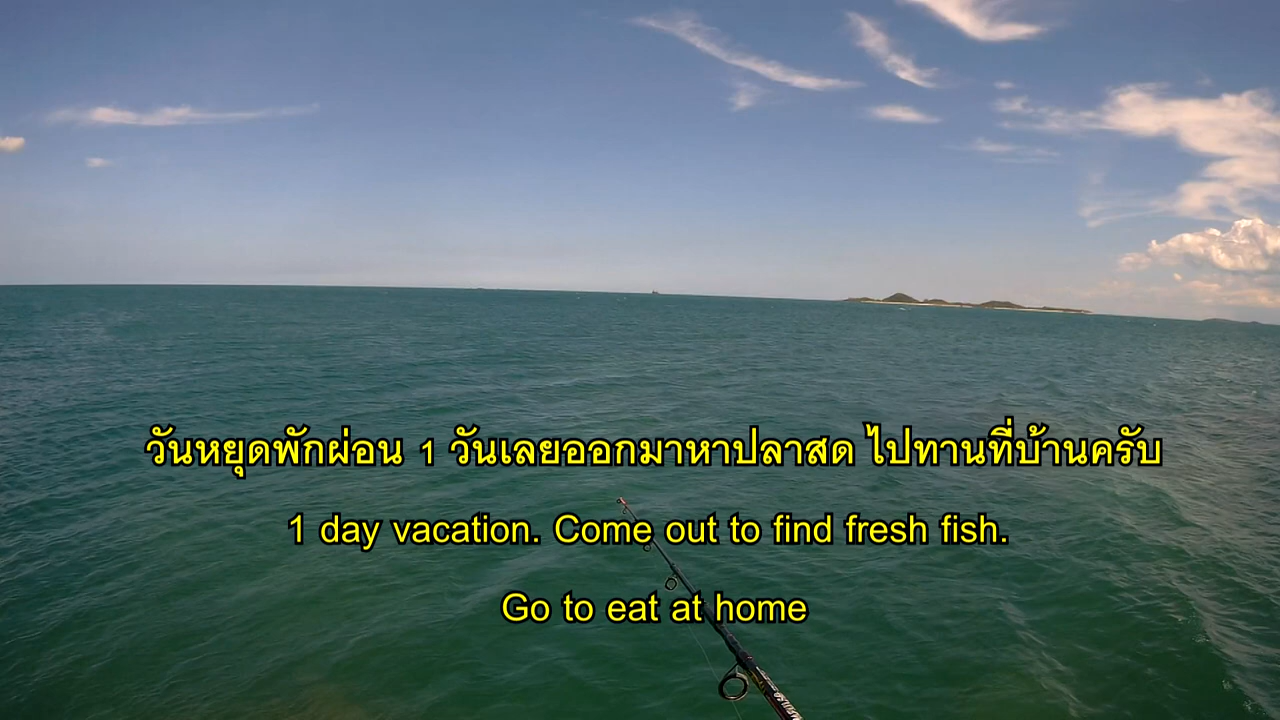 วันหยุดพักผ่อน 1 วันเลยออกมาหาปลาสด ไปทานที่บ้านครับ
1 day vacation. Come out to find fresh fish.
Go to eat at home